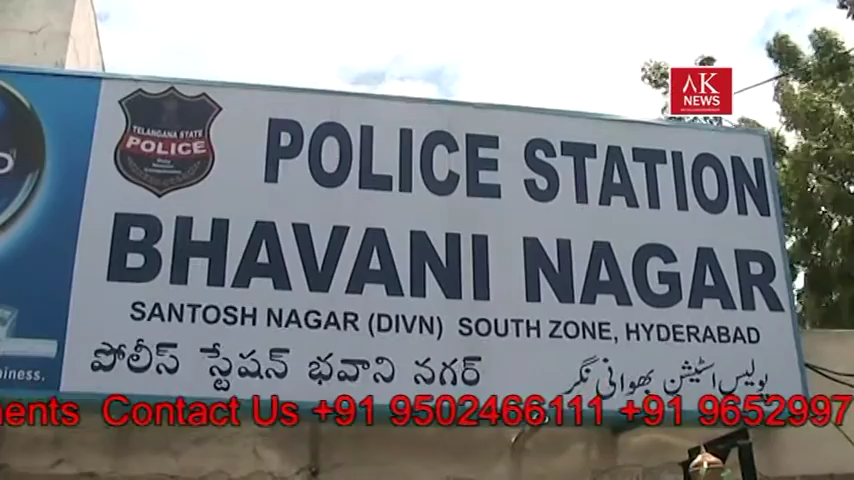 AK
NEWS
TELANGANA STATE
POLICE
POLICE STATION
BHAVANI NAGAR
SANTOSH NAGAR (DIVN) SOUTH ZONE, HYDERABAD
పోలీస్ స్టేషన్ భవాని నగర్
پولیس اسٹیشن بھوانی نگر
ments Contact Us +91 9502466111, +91 9652997